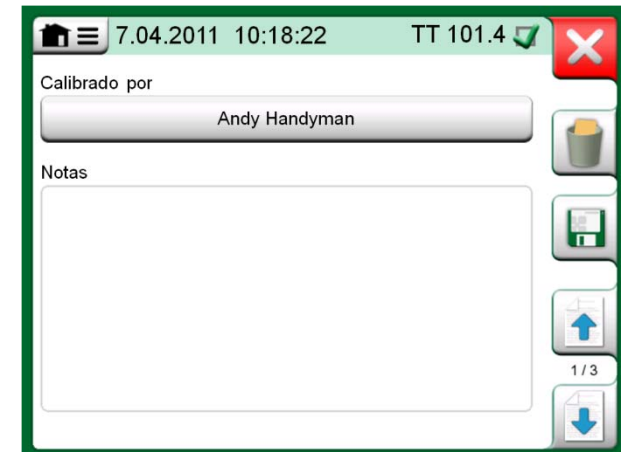 7.04.2011 10:18:22 TT 101.4
Calibrado por
Andy Handyman
Notas
1 / 3